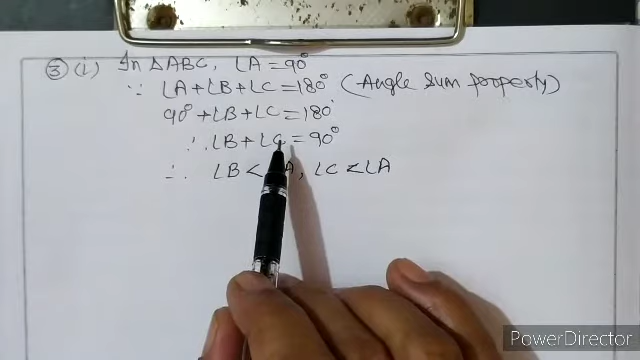 ③ (i) In △ABC, ∠A = 90°
∵ ∠A + ∠B + ∠C = 180° (Angle Sum property)
90° + ∠B + ∠C = 180°
∴ ∠B + ∠C = 90°
∴ ∠B < ∠A, ∠C < ∠A
PowerDirector